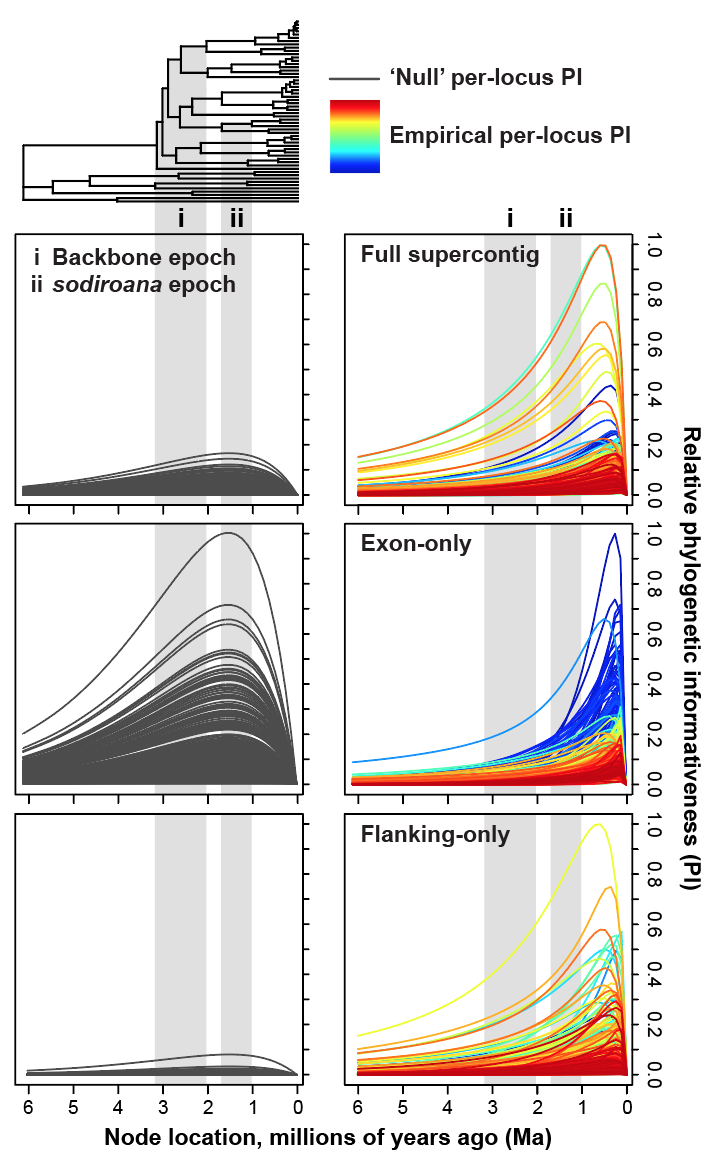 ‘Null’ per-locus PI
Empirical per-locus PI
i ii
i ii
i Backbone epoch
ii sodiroana epoch
Full supercontig
0.0 0.2 0.4 0.6 0.8 1.0
Exon-only
0.0 0.2 0.4 0.6 0.8 1.0
Flanking-only
0.0 0.2 0.4 0.6 0.8 1.0
Relative phylogenetic informativeness (PI)
6 5 4 3 2 1 0
6 5 4 3 2 1 0
Node location, millions of years ago (Ma)